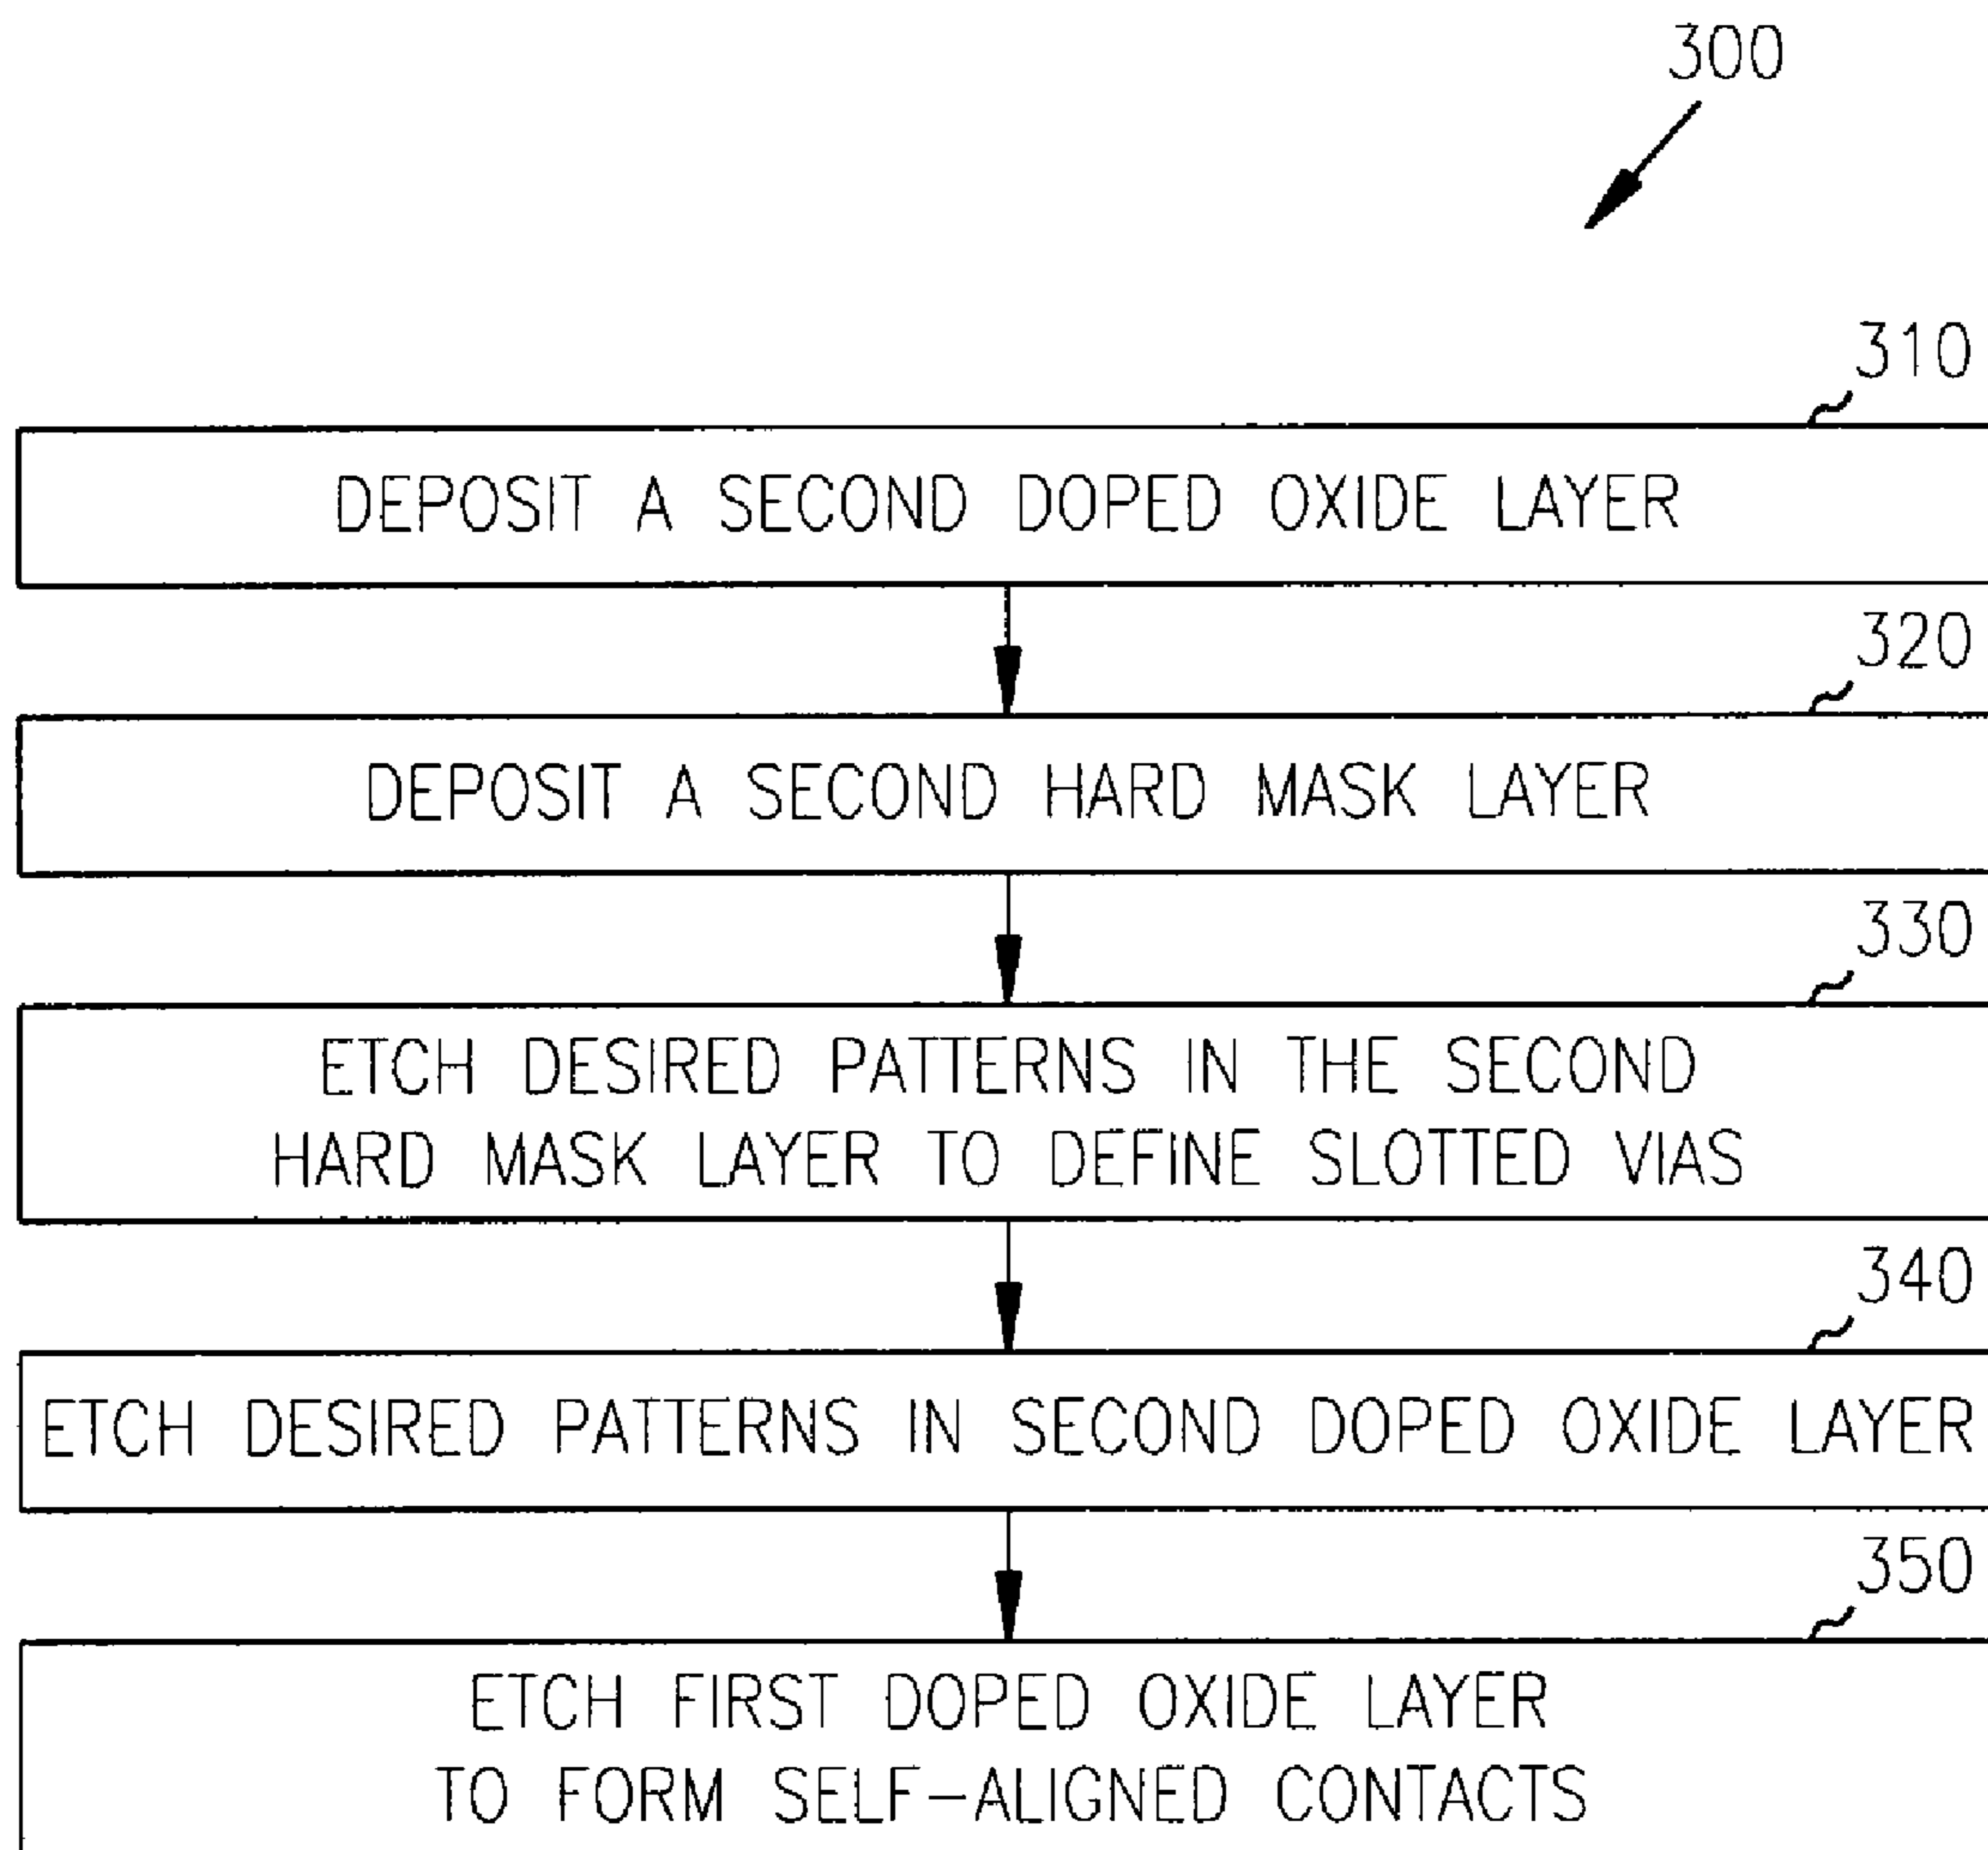 300
310
DEPOSIT A SECOND DOPED OXIDE LAYER
320
DEPOSIT A SECOND HARD MASK LAYER
330
ETCH DESIRED PATTERNS IN THE SECOND
HARD MASK LAYER TO DEFINE SLOTTED VIAS
340
ETCH DESIRED PATTERNS IN SECOND DOPED OXIDE LAYER
350
ETCH FIRST DOPED OXIDE LAYER
TO FORM SELF-ALIGNED CONTACTS